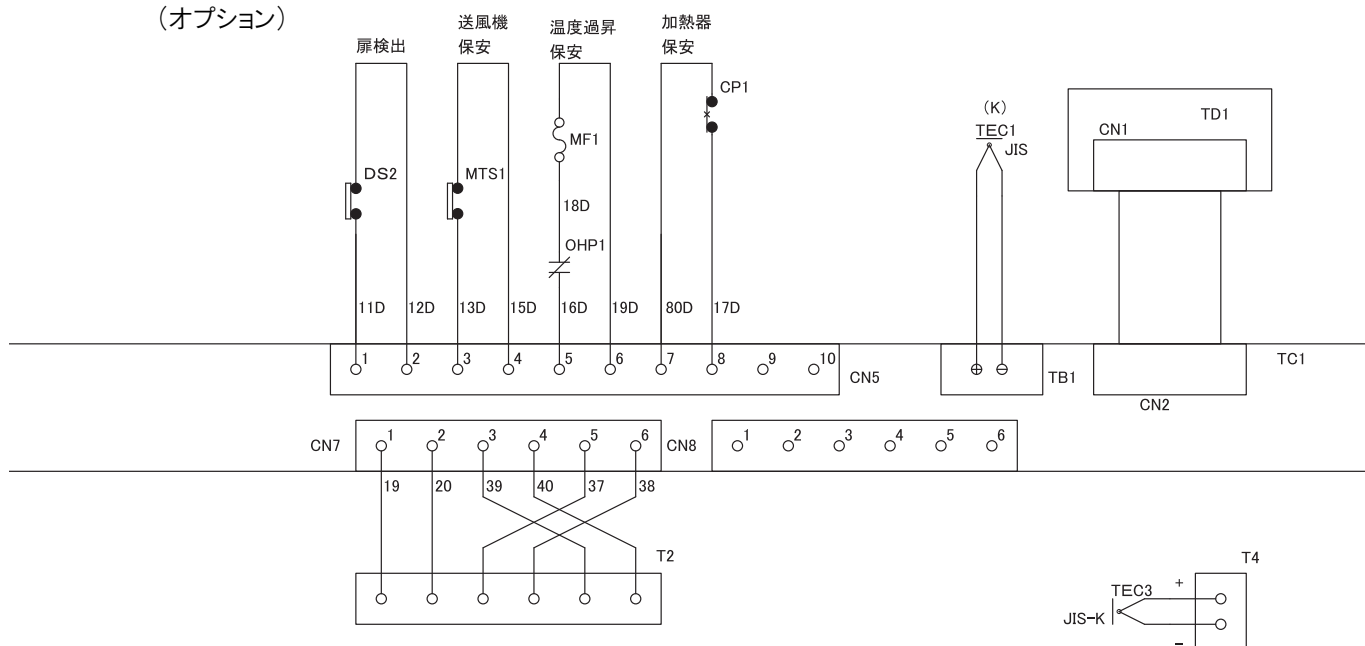 (オプション)
扉検出
送風機
保安
温度過昇
保安
加熱器
保安
CP1
MF1
DS2
MTS1
18D
OHP1
11D
12D
13D
15D
16D
19D
80D
17D
(K)
TEC1
JIS
CN1
TD1
1
2
3
4
5
6
7
8
9
10
CN5
TB1
TC1
CN2
CN7
1
2
3
4
5
6
CN8
1
2
3
4
5
6
19
20
39
40
37
38
T2
T4
TEC3
+
JIS-K
-